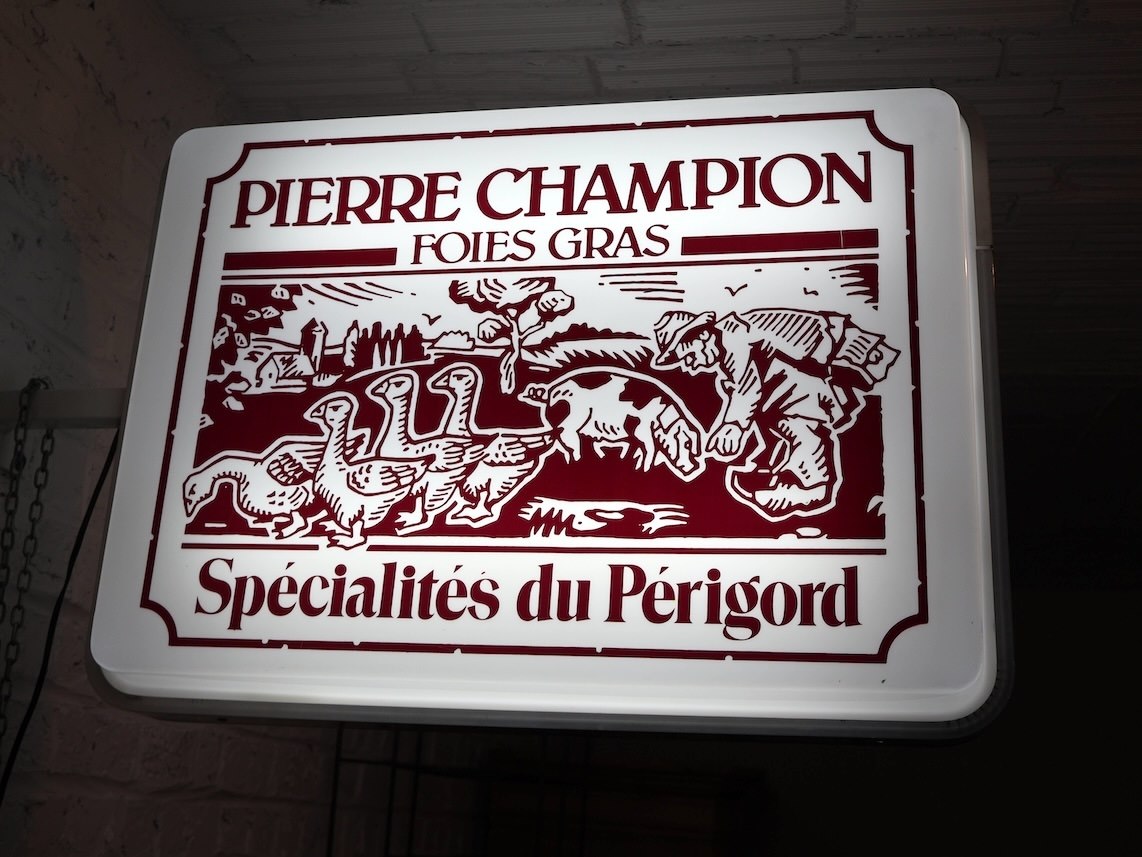 PIERRE CHAMPION
FOIES GRAS
Spécialités du Périgord